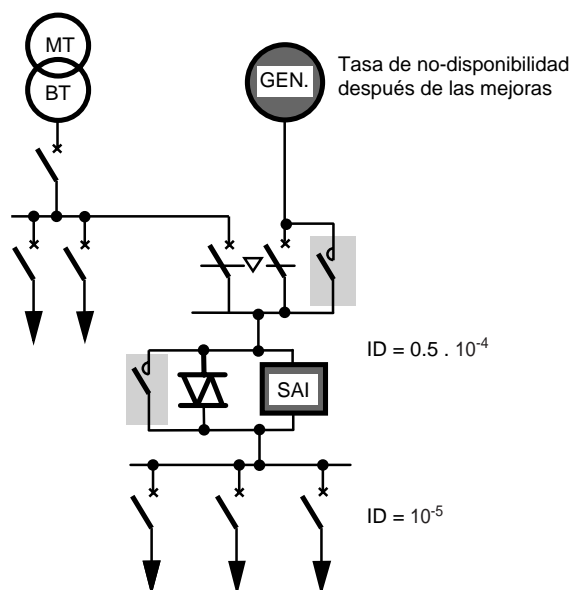 MT
BT
GEN.
Tasa de no-disponibilidad
después de las mejoras
ID = 0.5 . 10⁻⁴
SAI
ID = 10⁻⁵